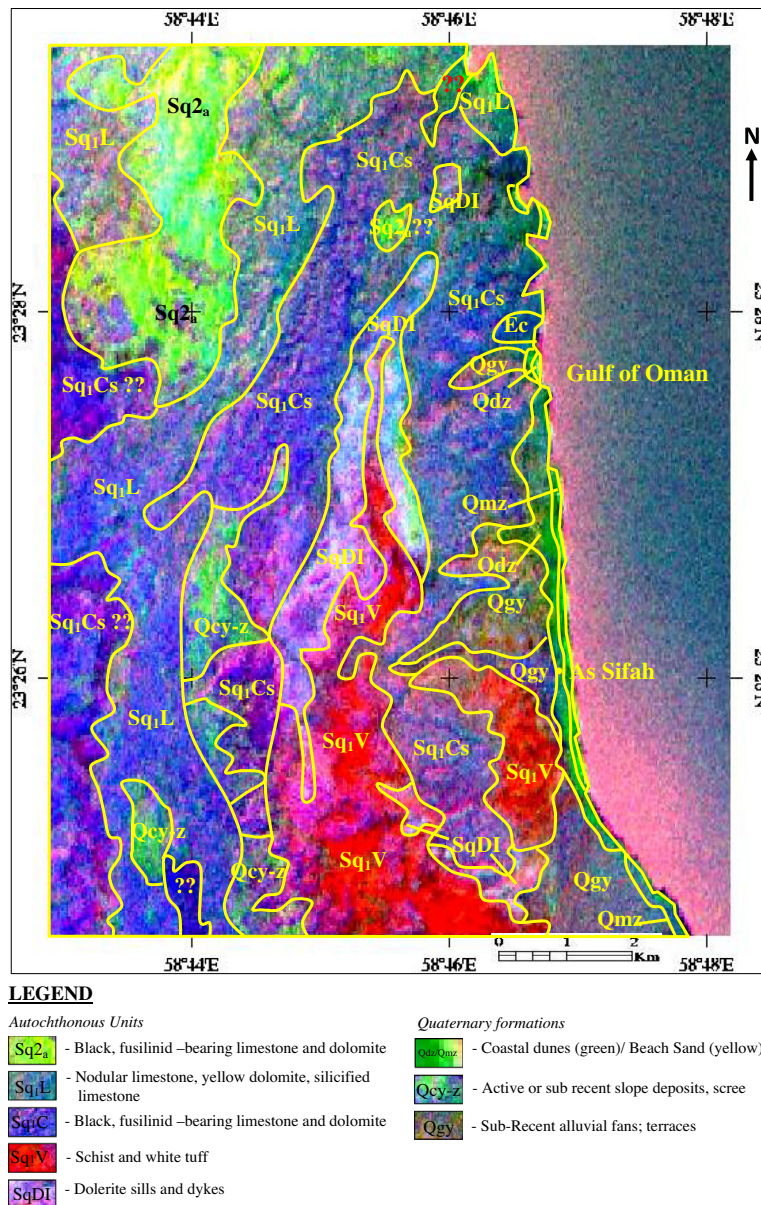 58°44'E 58°46'E 58°48'E
??
Sq2ₐ
Sq₁L
N
Sq₁L
Sq₁Cs
SqDI
Sq₁L
Sq2ₐ??
Sq₁Cs
23°28'N
Sq2ₐ
SqDI
Ec
Qgy
Gulf of Oman
Sq₁Cs ??
Sq₁Cs
Qdz
Sq₁L
Qmz
SqDI
Qdz
Qgy
Sq₁Cs ??
Sq₁V
Qcy-z
Qgy
As Sifah
23°26'N
Sq₁Cs
Sq₁L
Sq₁V
Sq₁Cs
Sq₁V
Qcy-z
SqDI
Sq₁V
Qcy-z
??
Qgy
Qmz
0 1 2
Km
58°44'E 58°46'E 58°48'E
LEGEND
Autochthonous Units
Sq2ₐ - Black, fusilinid –bearing limestone and dolomite
Sq₁L - Nodular limestone, yellow dolomite, silicified
limestone
Sq₁C - Black, fusilinid –bearing limestone and dolomite
Sq₁V - Schist and white tuff
SqDI - Dolerite sills and dykes
Quaternary formations
Qdz/Qmz - Coastal dunes (green)/ Beach Sand (yellow)
Qcy-z - Active or sub recent slope deposits, scree
Qgy - Sub-Recent alluvial fans; terraces